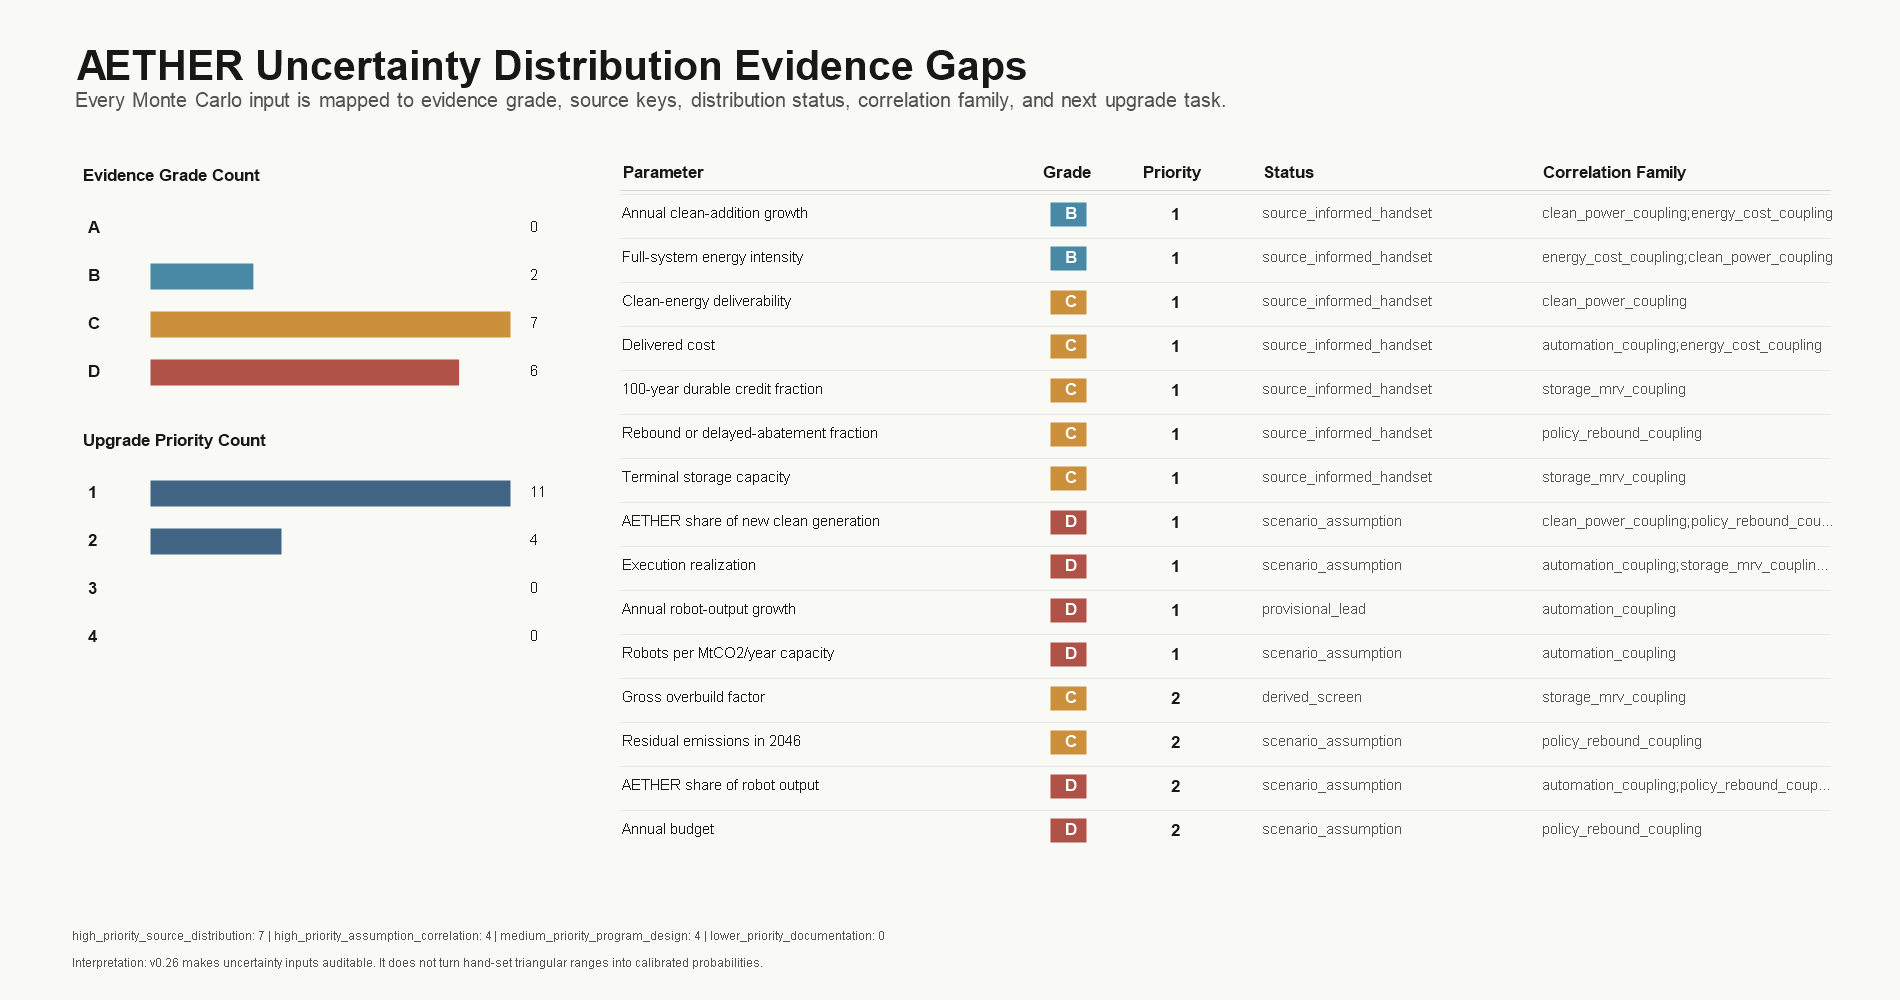 AETHER Uncertainty Distribution Evidence Gaps
Every Monte Carlo input is mapped to evidence grade, source keys, distribution status, correlation family, and next upgrade task.
Evidence Grade Count
A 0
B 2
C 7
D 6
Upgrade Priority Count
1 11
2 4
3 0
4 0
Parameter Grade Priority Status Correlation Family
Annual clean-addition growth B 1 source_informed_handset clean_power_coupling;energy_cost_coupling
Full-system energy intensity B 1 source_informed_handset energy_cost_coupling;clean_power_coupling
Clean-energy deliverability C 1 source_informed_handset clean_power_coupling
Delivered cost C 1 source_informed_handset automation_coupling;energy_cost_coupling
100-year durable credit fraction C 1 source_informed_handset storage_mrv_coupling
Rebound or delayed-abatement fraction C 1 source_informed_handset policy_rebound_coupling
Terminal storage capacity C 1 source_informed_handset storage_mrv_coupling
AETHER share of new clean generation D 1 scenario_assumption clean_power_coupling;policy_rebound_cou...
Execution realization D 1 scenario_assumption automation_coupling;storage_mrv_couplin...
Annual robot-output growth D 1 provisional_lead automation_coupling
Robots per MtCO2/year capacity D 1 scenario_assumption automation_coupling
Gross overbuild factor C 2 derived_screen storage_mrv_coupling
Residual emissions in 2046 C 2 scenario_assumption policy_rebound_coupling
AETHER share of robot output D 2 scenario_assumption automation_coupling;policy_rebound_coup...
Annual budget D 2 scenario_assumption policy_rebound_coupling
high_priority_source_distribution: 7 | high_priority_assumption_correlation: 4 | medium_priority_program_design: 4 | lower_priority_documentation: 0
Interpretation: v0.26 makes uncertainty inputs auditable. It does not turn hand-set triangular ranges into calibrated probabilities.